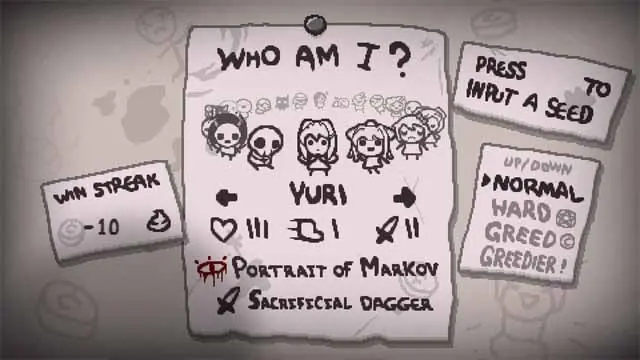 WHO AM I?
PRESS TO
INPUT A SEED
WIN STREAK
-10
YURI
III I II
PORTRAIT OF MARKOV
SACRIFICIAL DAGGER
UP/DOWN
NORMAL
HARD
GREED
GREEDIER!